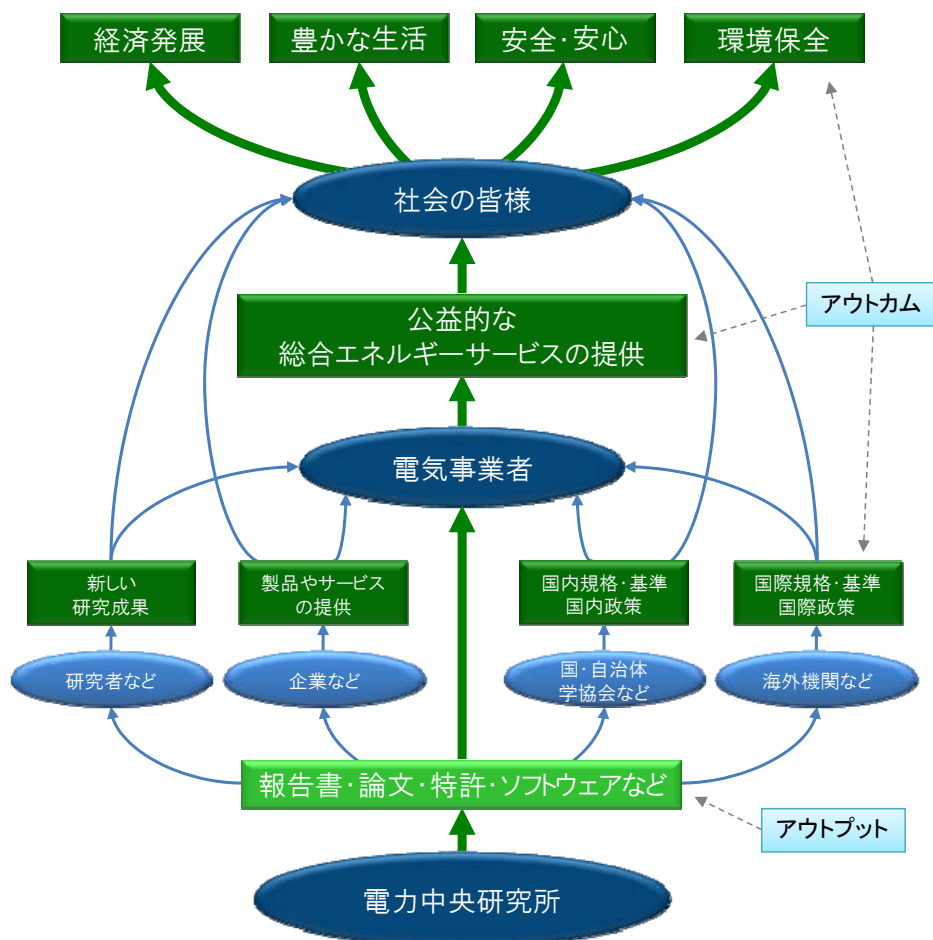 経済発展
豊かな生活
安全・安心
環境保全
社会の皆様
アウトカム
公益的な
総合エネルギーサービスの提供
電気事業者
新しい
研究成果
製品やサービス
の提供
国内規格・基準
国内政策
国際規格・基準
国際政策
研究者など
企業など
国・自治体
学協会など
海外機関など
報告書・論文・特許・ソフトウェアなど
アウトプット
電力中央研究所